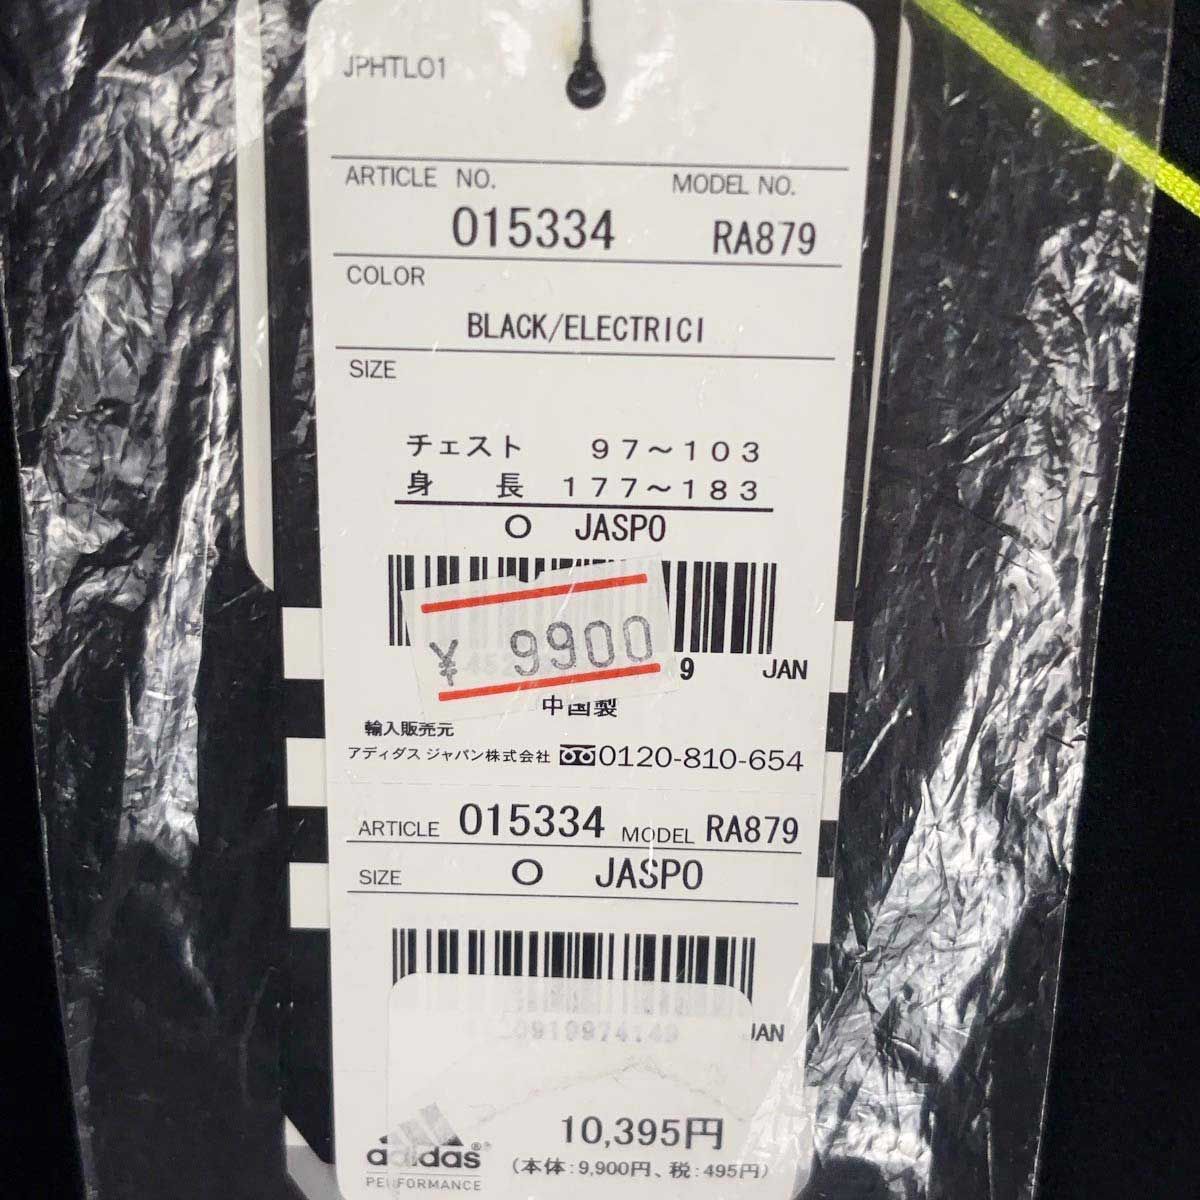 JPHTL01
ARTICLE NO. MODEL NO.
015334 RA879
COLOR
BLACK/ELECTRICI
SIZE
チェスト 97～103
身長 177～183
O JASPO
¥ 9900
9 JAN
中国製
輸入販売元
アディダス ジャパン株式会社 0120-810-654
ARTICLE 015334 MODEL RA879
SIZE O JASPO
JAN
10,395円
(本体:9,900円、税:495円)
adidas®
PERFORMANCE